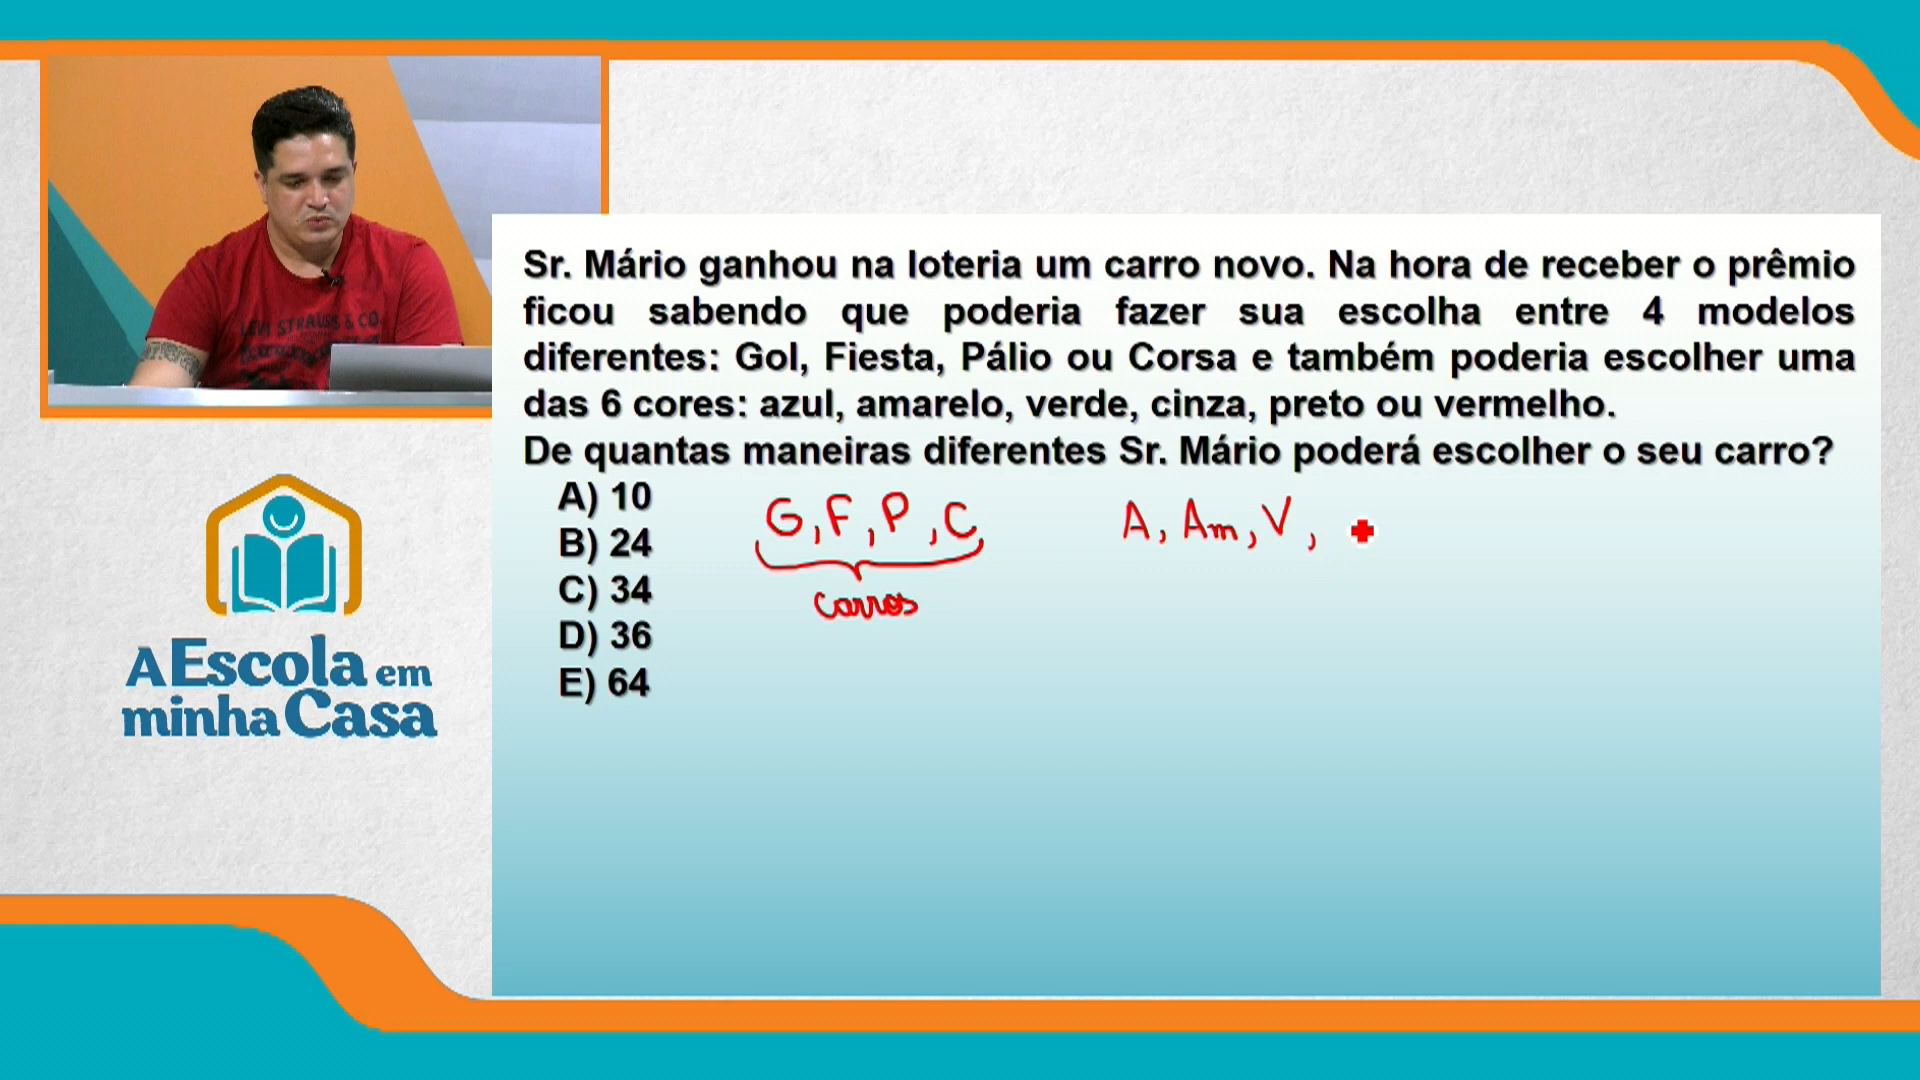 LEVI STRAUSS & CO.
Sr. Mário ganhou na loteria um carro novo. Na hora de receber o prêmio
ficou sabendo que poderia fazer sua escolha entre 4 modelos
diferentes: Gol, Fiesta, Pálio ou Corsa e também poderia escolher uma
das 6 cores: azul, amarelo, verde, cinza, preto ou vermelho.
De quantas maneiras diferentes Sr. Mário poderá escolher o seu carro?
A) 10
B) 24
C) 34
D) 36
E) 64
G, F, P, C
carros
A, Am, V,
A Escola em
minha Casa